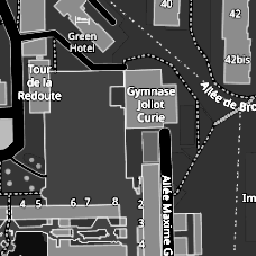 40
42
Green
Hotel
42bis
Tour
de la
Redoute
Gymnase
Joliot
Curie
Allée de Bro
Allée Maxime G
Im
4 5 6 7 8 2
3
4